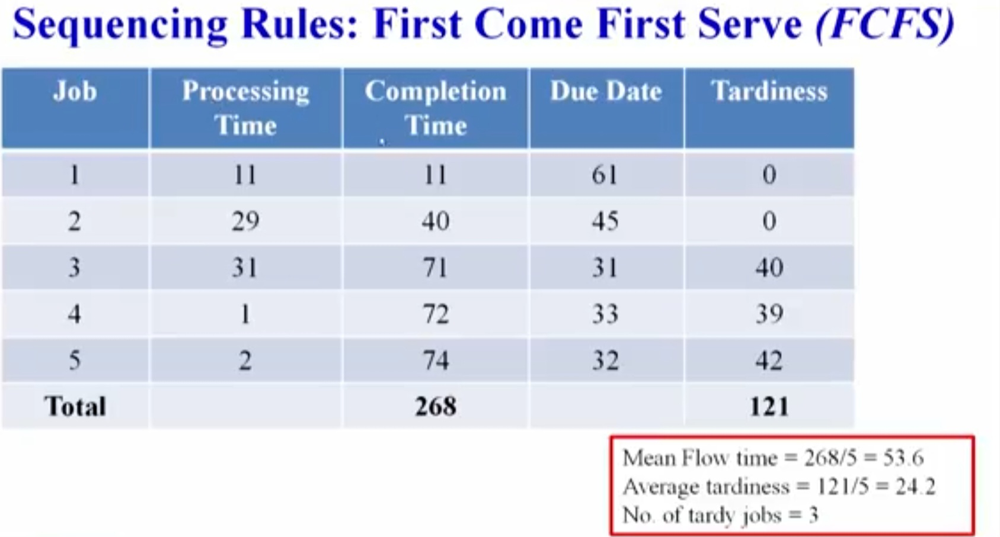 Sequencing Rules: First Come First Serve (FCFS)
Job Processing Time Completion Time Due Date Tardiness
1 11 11 61 0
2 29 40 45 0
3 31 71 31 40
4 1 72 33 39
5 2 74 32 42
Total 268 121
Mean Flow time = 268/5 = 53.6
Average tardiness = 121/5 = 24.2
No. of tardy jobs = 3